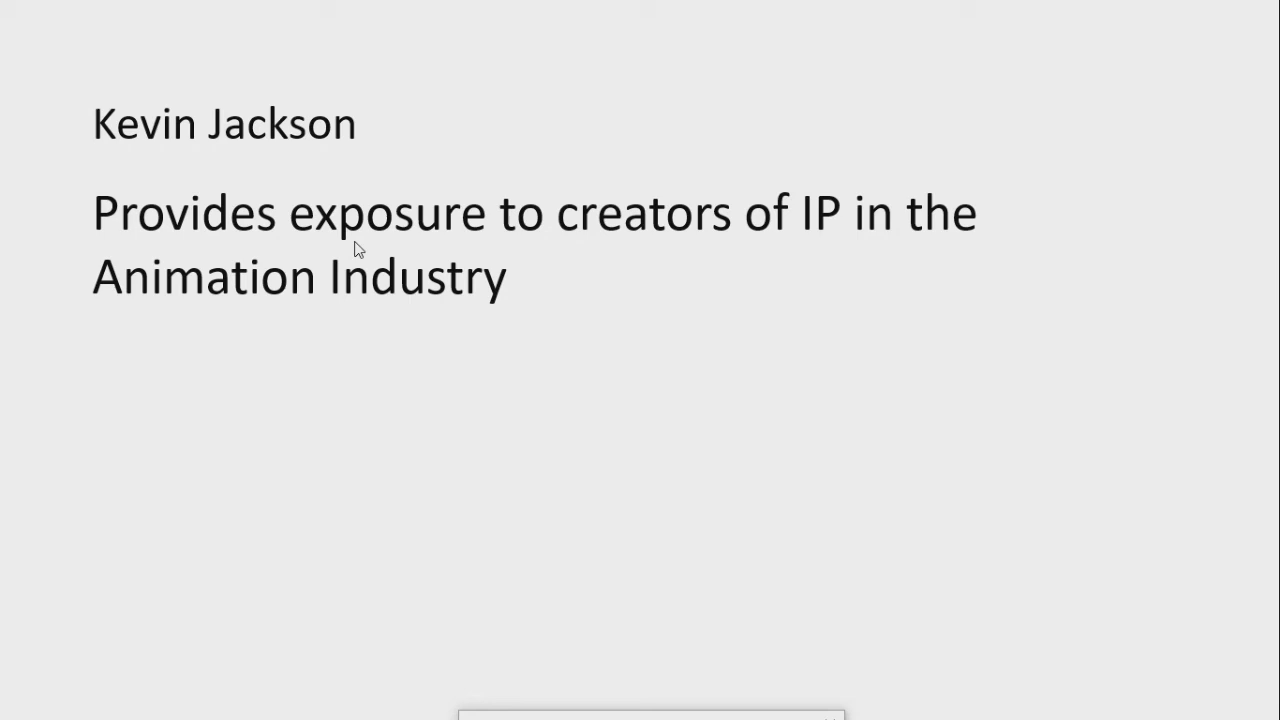 Kevin Jackson
Provides exposure to creators of IP in the
Animation Industry